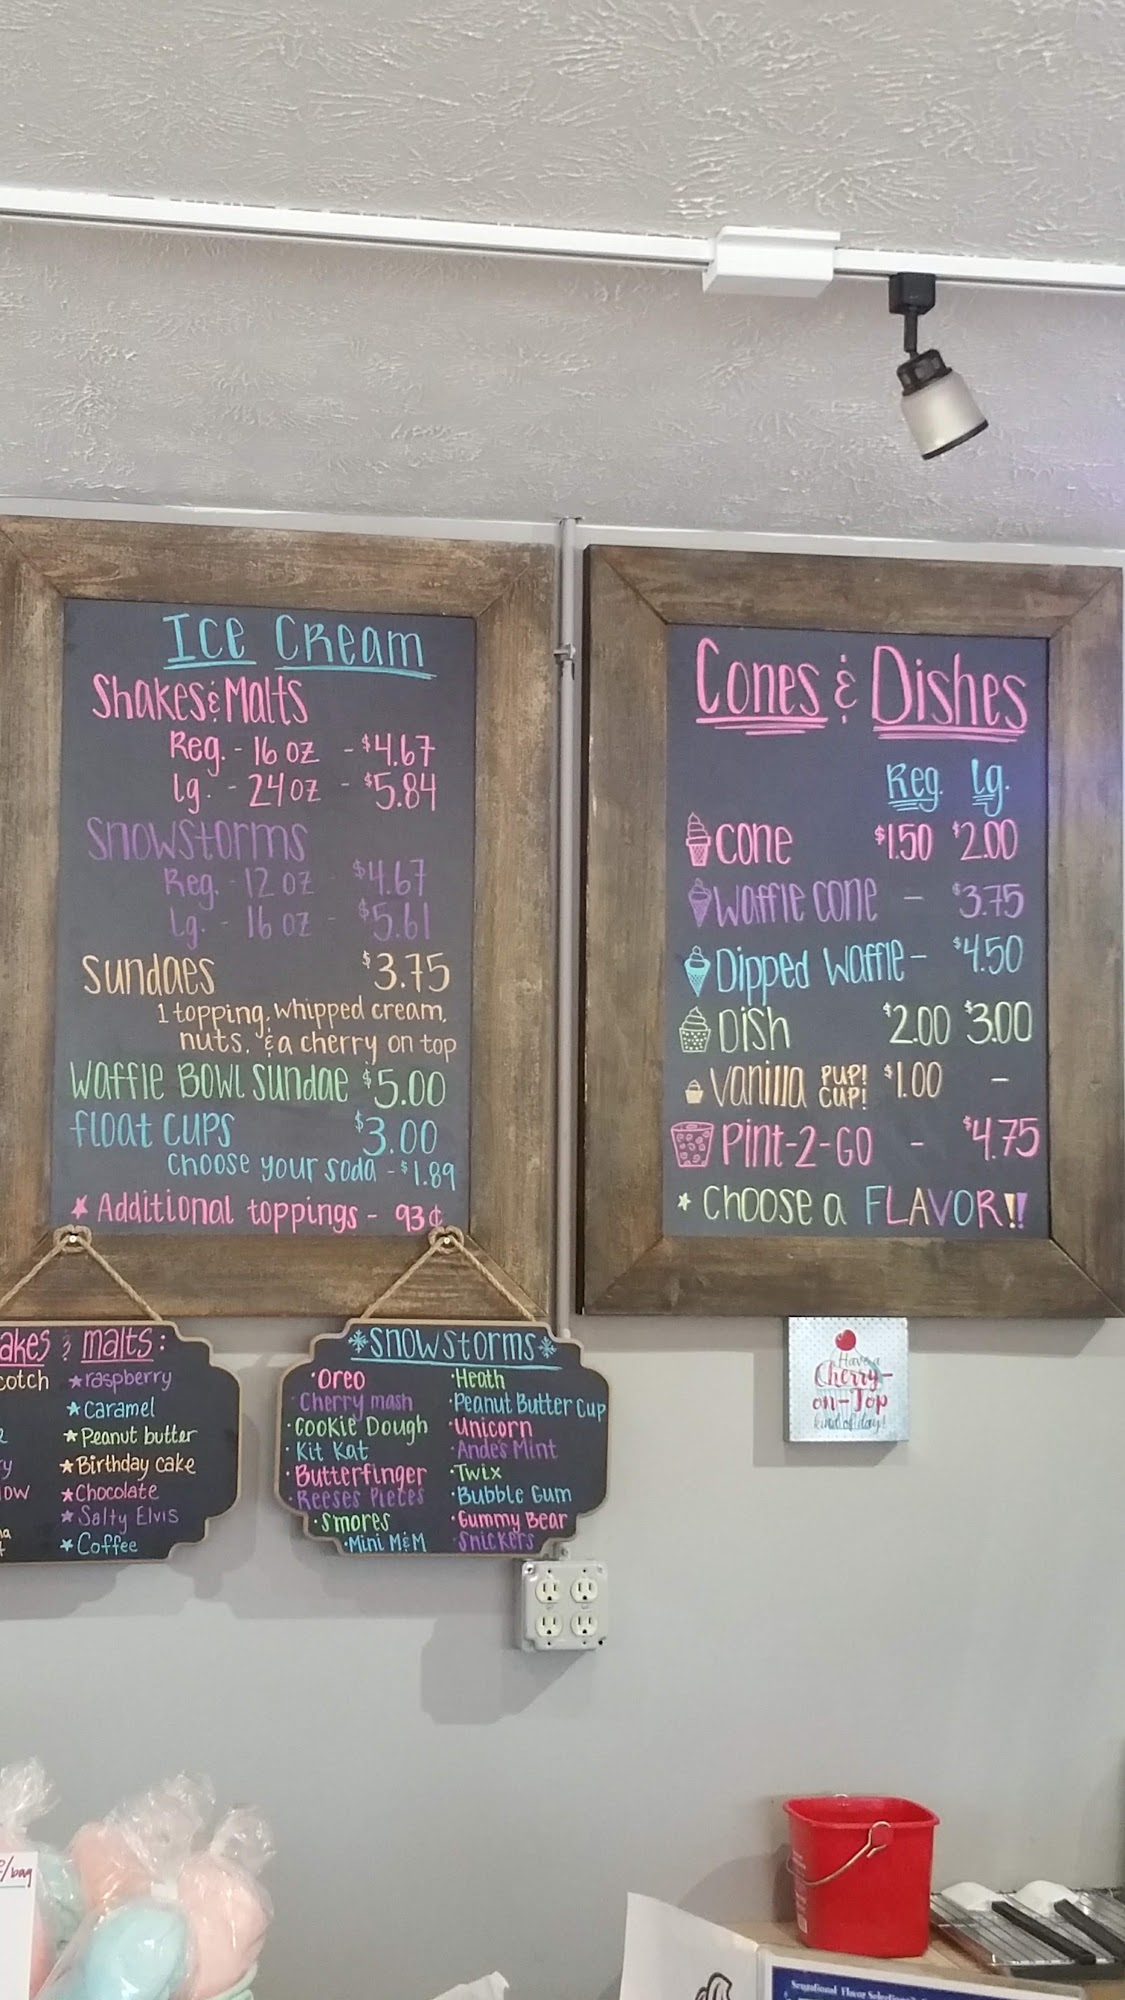 Ice Cream
Shakes & Malts
Reg. - 16 oz - $4.67
lg. - 24 oz - $5.84
Snowstorms
Reg. - 12 oz - $4.67
lg. - 16 oz - $5.61
Sundaes $3.75
1 topping, whipped cream,
nuts, & a cherry on top
Waffle Bowl Sundae $5.00
float cups $3.00
choose your soda - $1.89
★ Additional toppings - 93¢
Cones & Dishes
Reg. lg.
cone $1.50 $2.00
Waffle cone - $3.75
Dipped Waffle - $4.50
Dish $2.00 $3.00
Vanilla PUP! CUP! $1.00 -
Pint-2-Go - $4.75
★ Choose a FLAVOR!!
akes & malts:
cotch ★ raspberry
★ Caramel
★ Peanut butter
★ Birthday cake
ow ★ Chocolate
★ Salty Elvis
★ Coffee
*Snowstorms*
·Oreo ·Heath
·Cherry mash ·Peanut Butter Cup
·Cookie Dough ·Unicorn
·Kit Kat ·Ande's Mint
·Butterfinger ·Twix
·Reeses Pieces ·Bubble Gum
·S'mores ·Gummy Bear
·Mini M&M ·Snickers
Have a
Cherry-
on-Top
kind of day!
/bag
Sensational Flavor